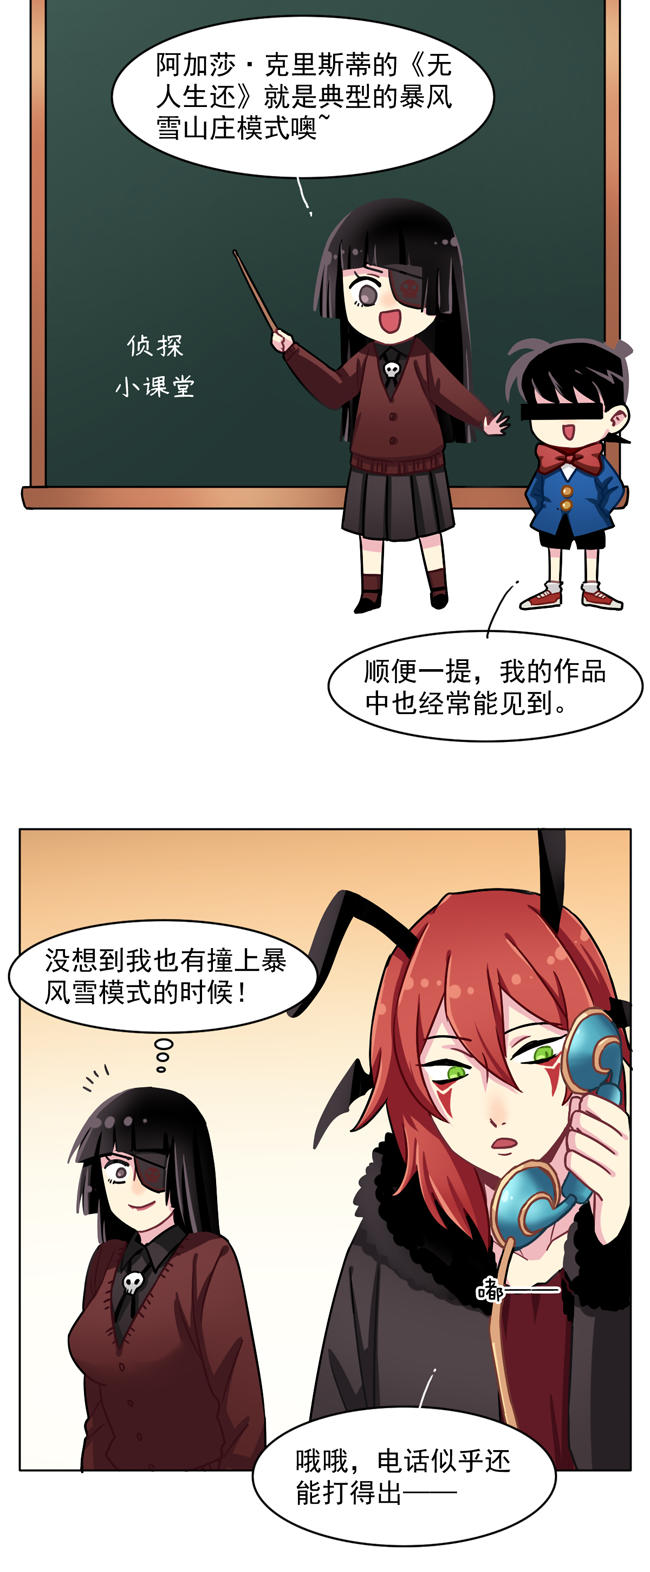 阿加莎·克里斯蒂的《无
人生还》就是典型的暴风
雪山庄模式噢~
侦探
小课堂
顺便一提，我的作品
中也经常能见到。
没想到我也有撞上暴
风雪模式的时候！
嘟——
哦哦，电话似乎还
能打得出——